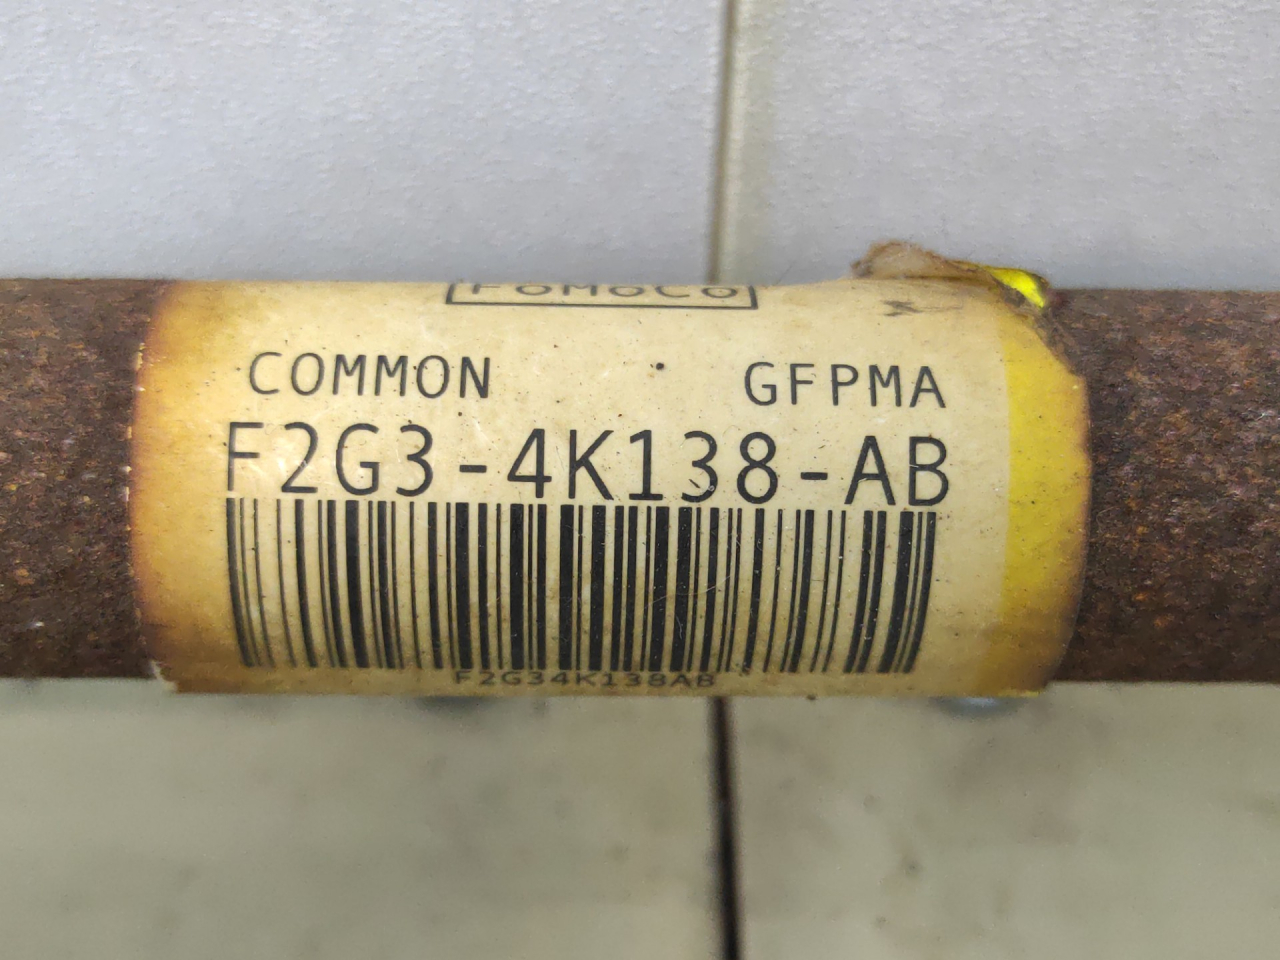 FoMoCo
COMMON GFPMA
F2G3-4K138-AB
F2G34K138AB